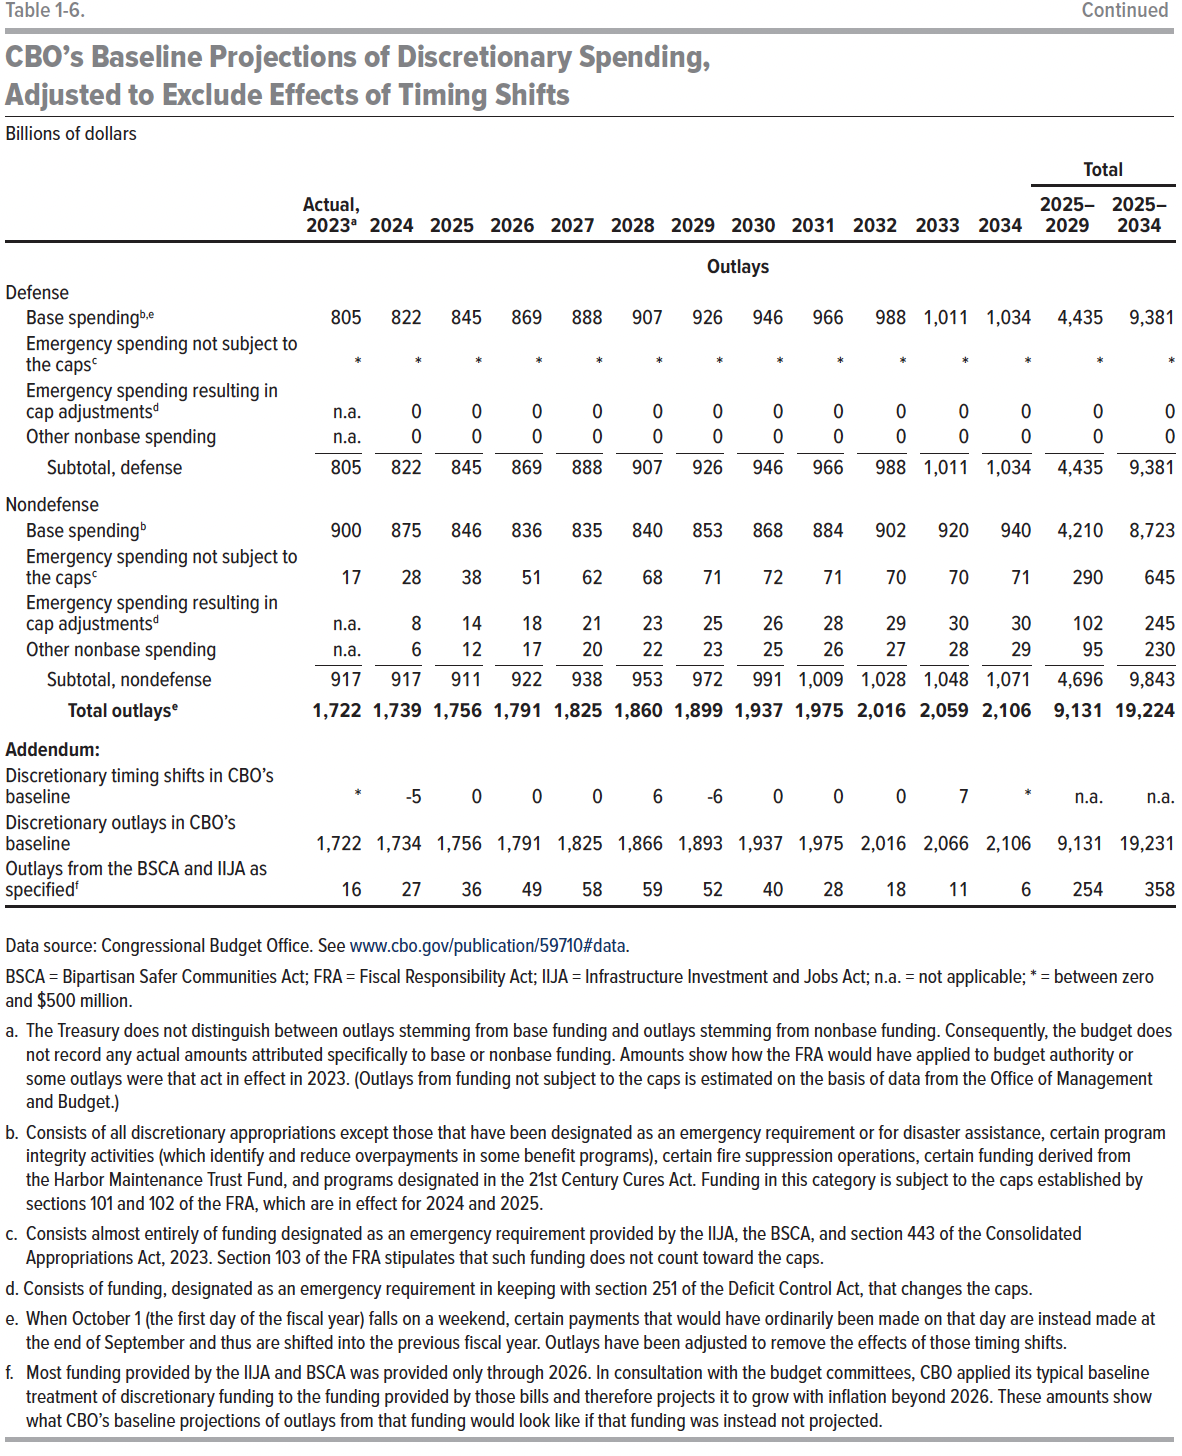 Table 1-6. Continued
CBO’s Baseline Projections of Discretionary Spending,
Adjusted to Exclude Effects of Timing Shifts
Billions of dollars
Total
Actual, 2025– 2025–
2023a 2024 2025 2026 2027 2028 2029 2030 2031 2032 2033 2034 2029 2034
Outlays
Defense
Base spendingb,e 805 822 845 869 888 907 926 946 966 988 1,011 1,034 4,435 9,381
Emergency spending not subject to
the capsc * * * * * * * * * * * * * *
Emergency spending resulting in
cap adjustmentsd n.a. 0 0 0 0 0 0 0 0 0 0 0 0 0
Other nonbase spending n.a. 0 0 0 0 0 0 0 0 0 0 0 0 0
Subtotal, defense 805 822 845 869 888 907 926 946 966 988 1,011 1,034 4,435 9,381
Nondefense
Base spendingb 900 875 846 836 835 840 853 868 884 902 920 940 4,210 8,723
Emergency spending not subject to
the capsc 17 28 38 51 62 68 71 72 71 70 70 71 290 645
Emergency spending resulting in
cap adjustmentsd n.a. 8 14 18 21 23 25 26 28 29 30 30 102 245
Other nonbase spending n.a. 6 12 17 20 22 23 25 26 27 28 29 95 230
Subtotal, nondefense 917 917 911 922 938 953 972 991 1,009 1,028 1,048 1,071 4,696 9,843
Total outlayse 1,722 1,739 1,756 1,791 1,825 1,860 1,899 1,937 1,975 2,016 2,059 2,106 9,131 19,224
Addendum:
Discretionary timing shifts in CBO’s
baseline * -5 0 0 0 6 -6 0 0 0 7 * n.a. n.a.
Discretionary outlays in CBO’s
baseline 1,722 1,734 1,756 1,791 1,825 1,866 1,893 1,937 1,975 2,016 2,066 2,106 9,131 19,231
Outlays from the BSCA and IIJA as
specifiedf 16 27 36 49 58 59 52 40 28 18 11 6 254 358
Data source: Congressional Budget Office. See www.cbo.gov/publication/59710#data.
BSCA = Bipartisan Safer Communities Act; FRA = Fiscal Responsibility Act; IIJA = Infrastructure Investment and Jobs Act; n.a. = not applicable; * = between zero
and $500 million.
a. The Treasury does not distinguish between outlays stemming from base funding and outlays stemming from nonbase funding. Consequently, the budget does
not record any actual amounts attributed specifically to base or nonbase funding. Amounts show how the FRA would have applied to budget authority or
some outlays were that act in effect in 2023. (Outlays from funding not subject to the caps is estimated on the basis of data from the Office of Management
and Budget.)
b. Consists of all discretionary appropriations except those that have been designated as an emergency requirement or for disaster assistance, certain program
integrity activities (which identify and reduce overpayments in some benefit programs), certain fire suppression operations, certain funding derived from
the Harbor Maintenance Trust Fund, and programs designated in the 21st Century Cures Act. Funding in this category is subject to the caps established by
sections 101 and 102 of the FRA, which are in effect for 2024 and 2025.
c. Consists almost entirely of funding designated as an emergency requirement provided by the IIJA, the BSCA, and section 443 of the Consolidated
Appropriations Act, 2023. Section 103 of the FRA stipulates that such funding does not count toward the caps.
d. Consists of funding, designated as an emergency requirement in keeping with section 251 of the Deficit Control Act, that changes the caps.
e. When October 1 (the first day of the fiscal year) falls on a weekend, certain payments that would have ordinarily been made on that day are instead made at
the end of September and thus are shifted into the previous fiscal year. Outlays have been adjusted to remove the effects of those timing shifts.
f. Most funding provided by the IIJA and BSCA was provided only through 2026. In consultation with the budget committees, CBO applied its typical baseline
treatment of discretionary funding to the funding provided by those bills and therefore projects it to grow with inflation beyond 2026. These amounts show
what CBO’s baseline projections of outlays from that funding would look like if that funding was instead not projected.